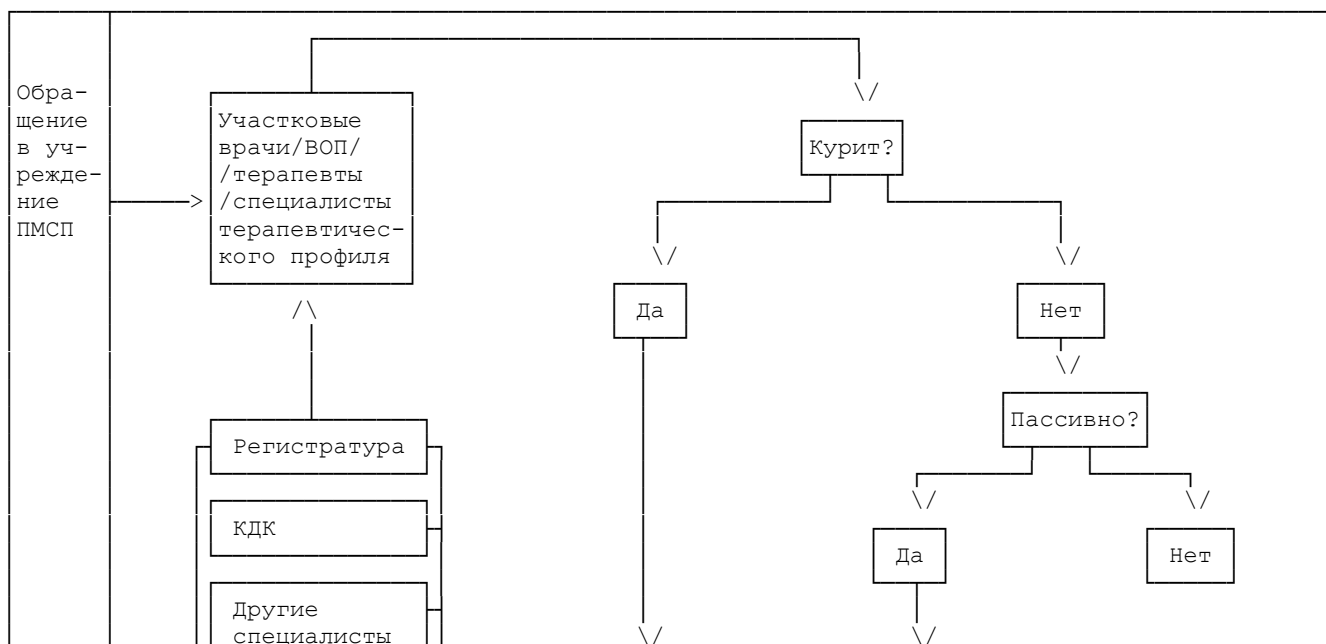 Обра-
щение
в уч-
режде-
ние
ПМСП
Участковые
врачи/ВОП/
/терапевты
/специалисты
терапевтичес-
кого профиля
Курит?
Да
Нет
Пассивно?
Регистратура
КДК
Да
Нет
Другие
специалисты